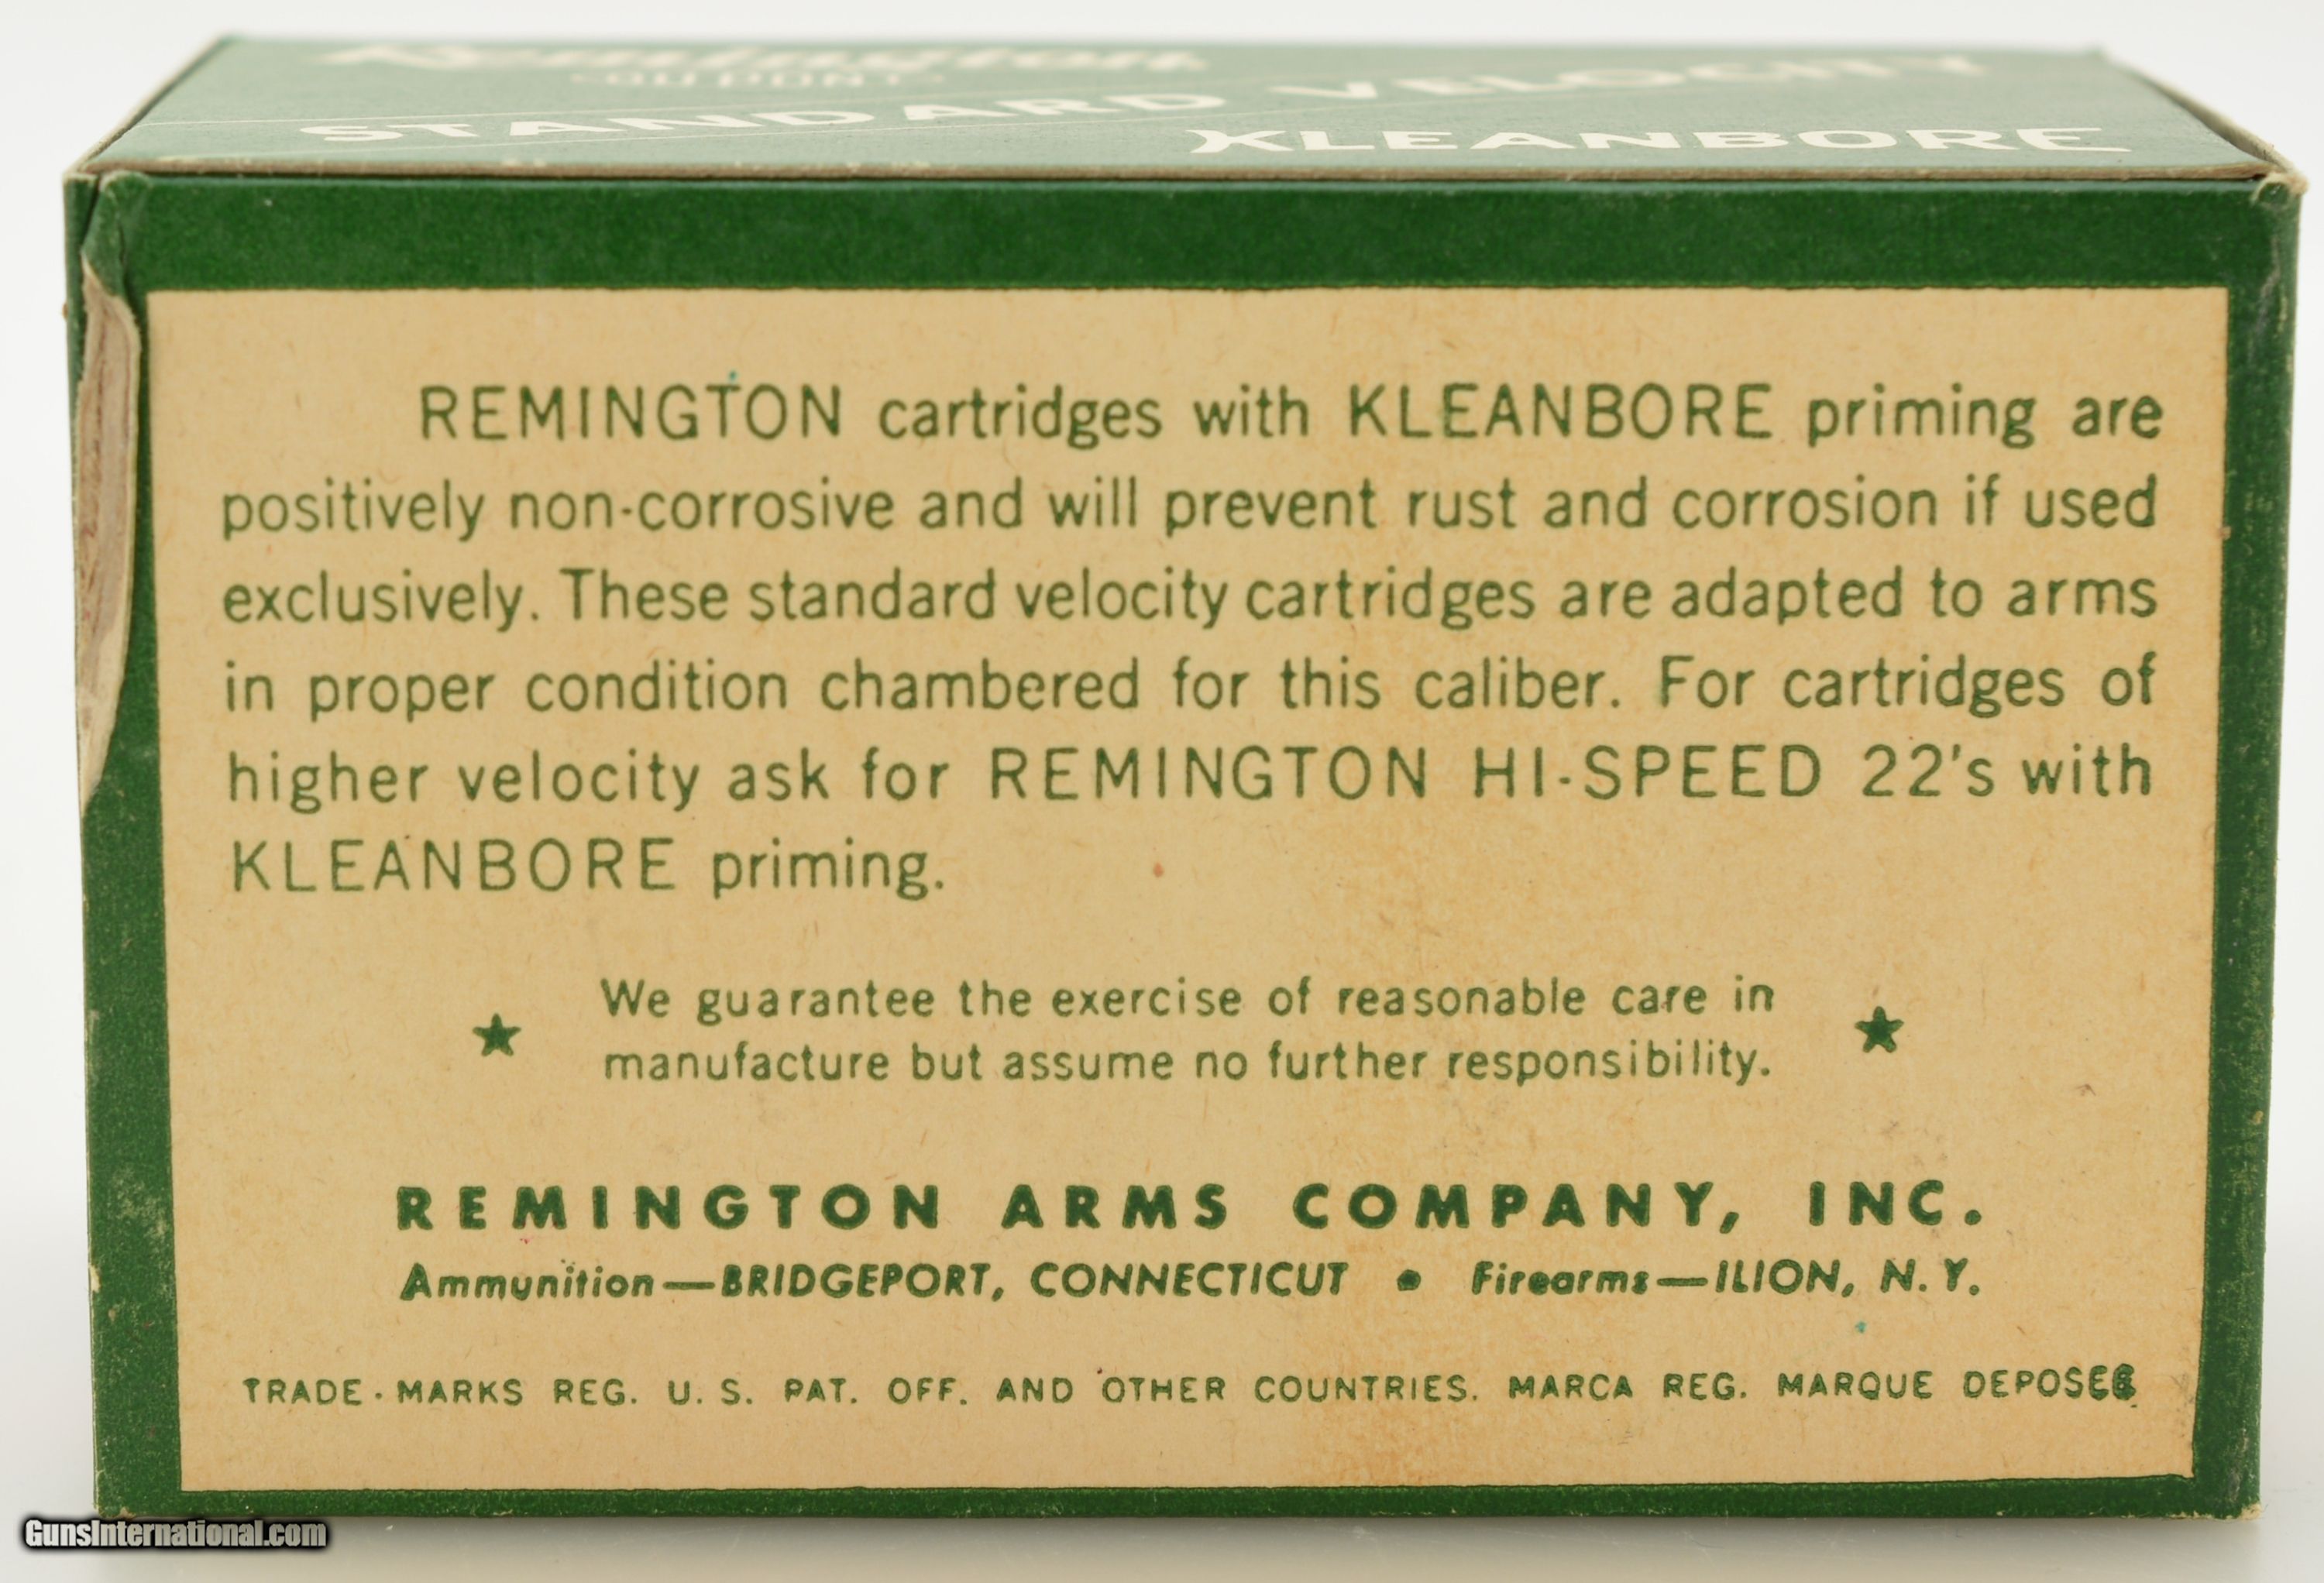 Remington
DU PONT
STANDARD VELOCITY
KLEANBORE
REMINGTON cartridges with KLEANBORE priming are
positively non-corrosive and will prevent rust and corrosion if used
exclusively. These standard velocity cartridges are adapted to arms
in proper condition chambered for this caliber. For cartridges of
higher velocity ask for REMINGTON HI-SPEED 22's with
KLEANBORE priming.
We guarantee the exercise of reasonable care in
manufacture but assume no further responsibility.
REMINGTON ARMS COMPANY, INC.
Ammunition—BRIDGEPORT, CONNECTICUT • Firearms—ILION, N. Y.
TRADE-MARKS REG. U. S. PAT. OFF. AND OTHER COUNTRIES. MARCA REG. MARQUE DEPOSEE
GunsInternational.com